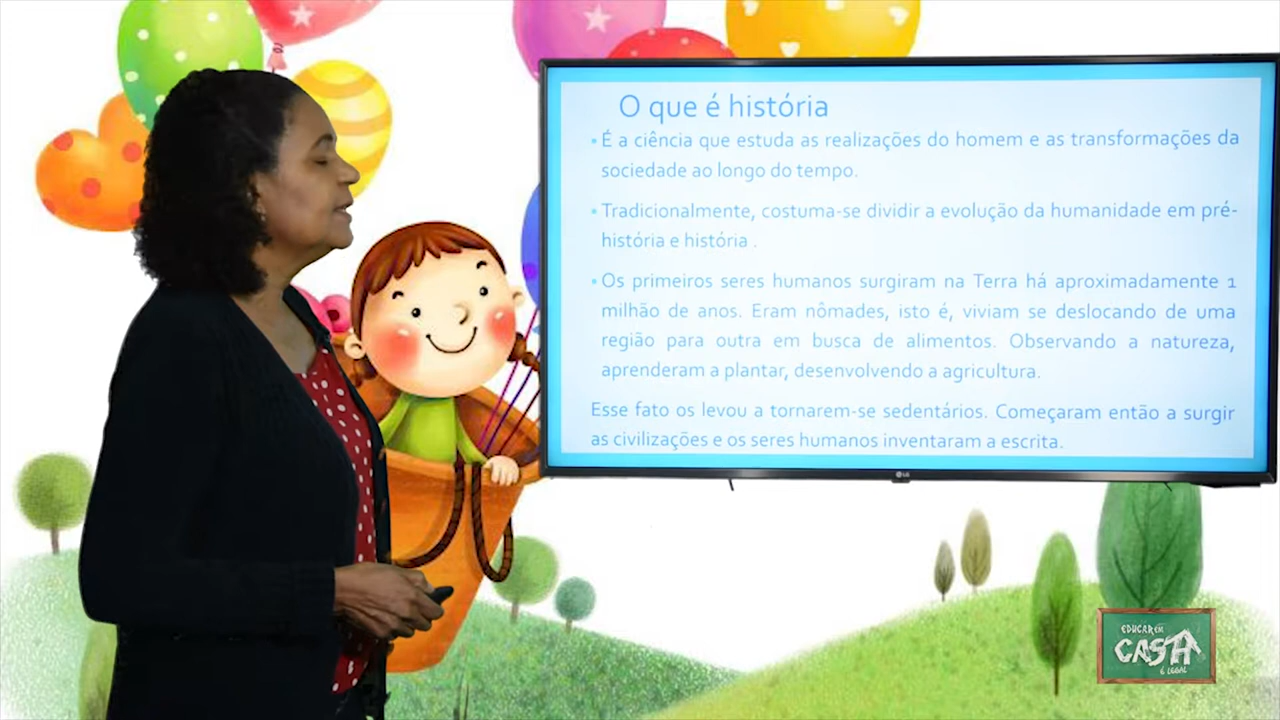 O que é história
▪ É a ciência que estuda as realizações do homem e as transformações da
sociedade ao longo do tempo.
▪ Tradicionalmente, costuma-se dividir a evolução da humanidade em pré-
história e história .
▪ Os primeiros seres humanos surgiram na Terra há aproximadamente 1
milhão de anos. Eram nômades, isto é, viviam se deslocando de uma
região para outra em busca de alimentos. Observando a natureza,
aprenderam a plantar, desenvolvendo a agricultura.
Esse fato os levou a tornarem-se sedentários. Começaram então a surgir
as civilizações e os seres humanos inventaram a escrita.
LG
EDUCAR EM
CASA
É LEGAL